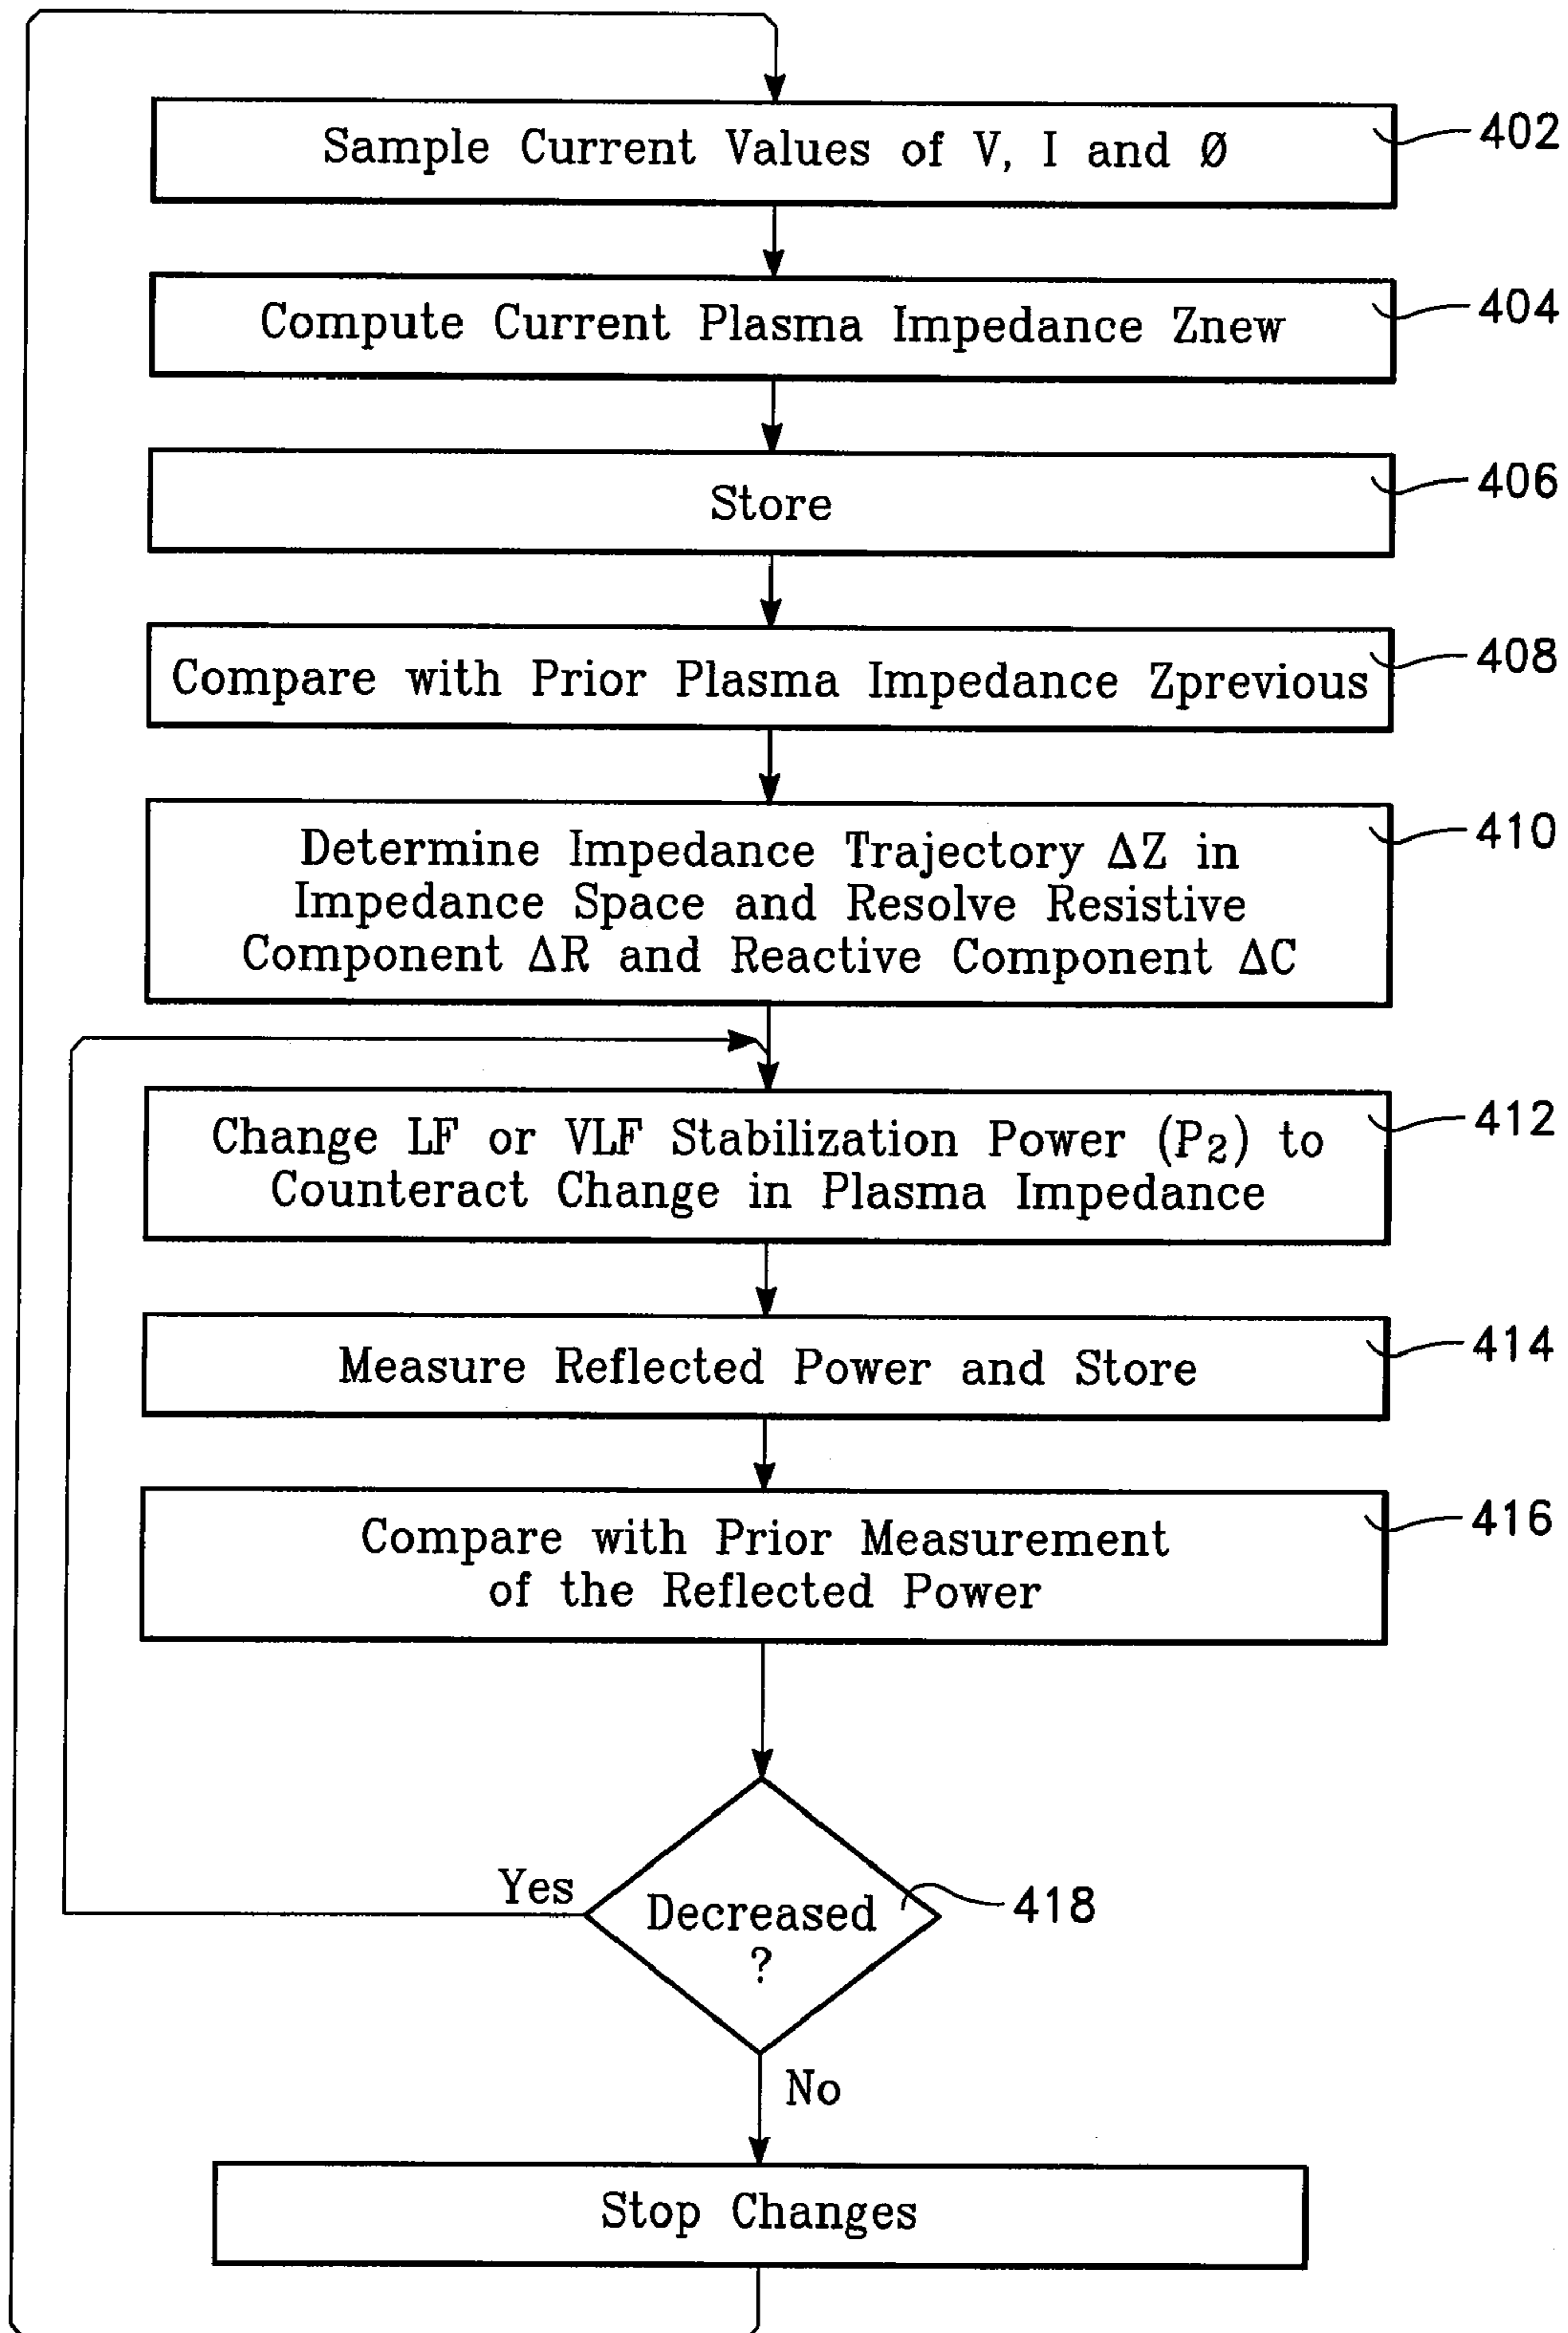 Sample Current Values of V, I and Ø
402
Compute Current Plasma Impedance Znew
404
Store
406
Compare with Prior Plasma Impedance Zprevious
408
Determine Impedance Trajectory ΔZ in
Impedance Space and Resolve Resistive
Component ΔR and Reactive Component ΔC
410
Change LF or VLF Stabilization Power (P2) to
Counteract Change in Plasma Impedance
412
Measure Reflected Power and Store
414
Compare with Prior Measurement
of the Reflected Power
416
Yes
Decreased
?
418
No
Stop Changes